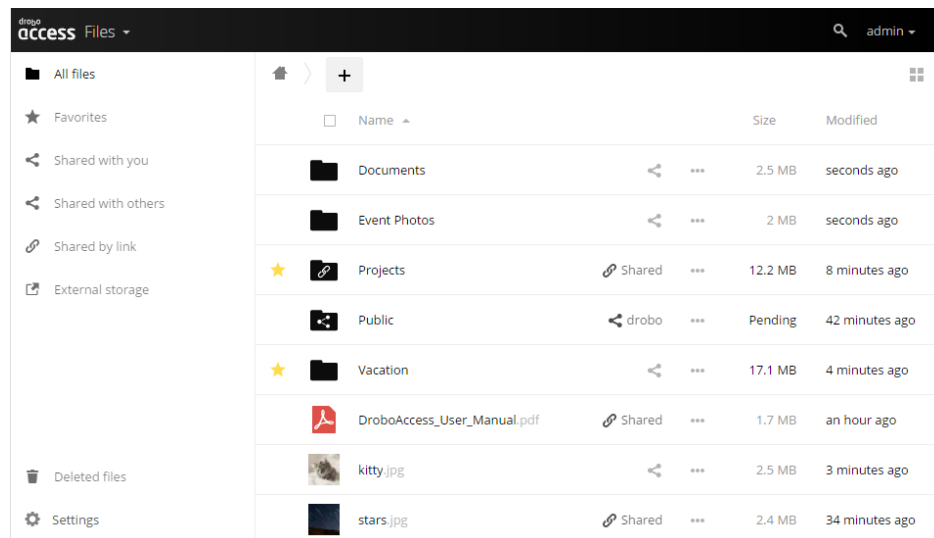 drobo
access Files
admin
All files
Favorites
Shared with you
Shared with others
Shared by link
External storage
Deleted files
Settings
+
Name Size Modified
Documents ••• 2.5 MB seconds ago
Event Photos ••• 2 MB seconds ago
Projects Shared ••• 12.2 MB 8 minutes ago
Public drobo ••• Pending 42 minutes ago
Vacation ••• 17.1 MB 4 minutes ago
DroboAccess_User_Manual.pdf Shared ••• 1.7 MB an hour ago
kitty.jpg ••• 2.5 MB 3 minutes ago
stars.jpg Shared ••• 2.4 MB 34 minutes ago